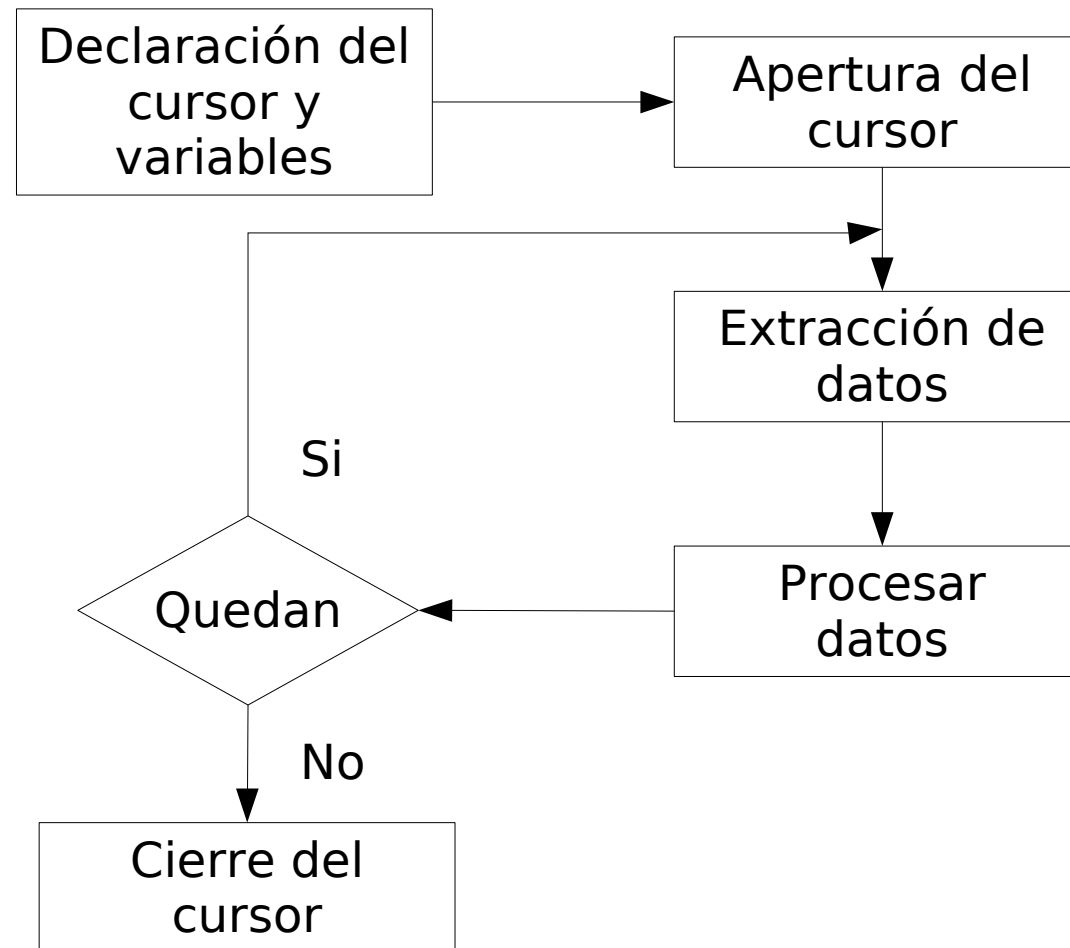 Declaración del
cursor y
variables
Apertura del
cursor
Extracción de
datos
Si
Procesar
datos
Quedan
No
Cierre del
cursor